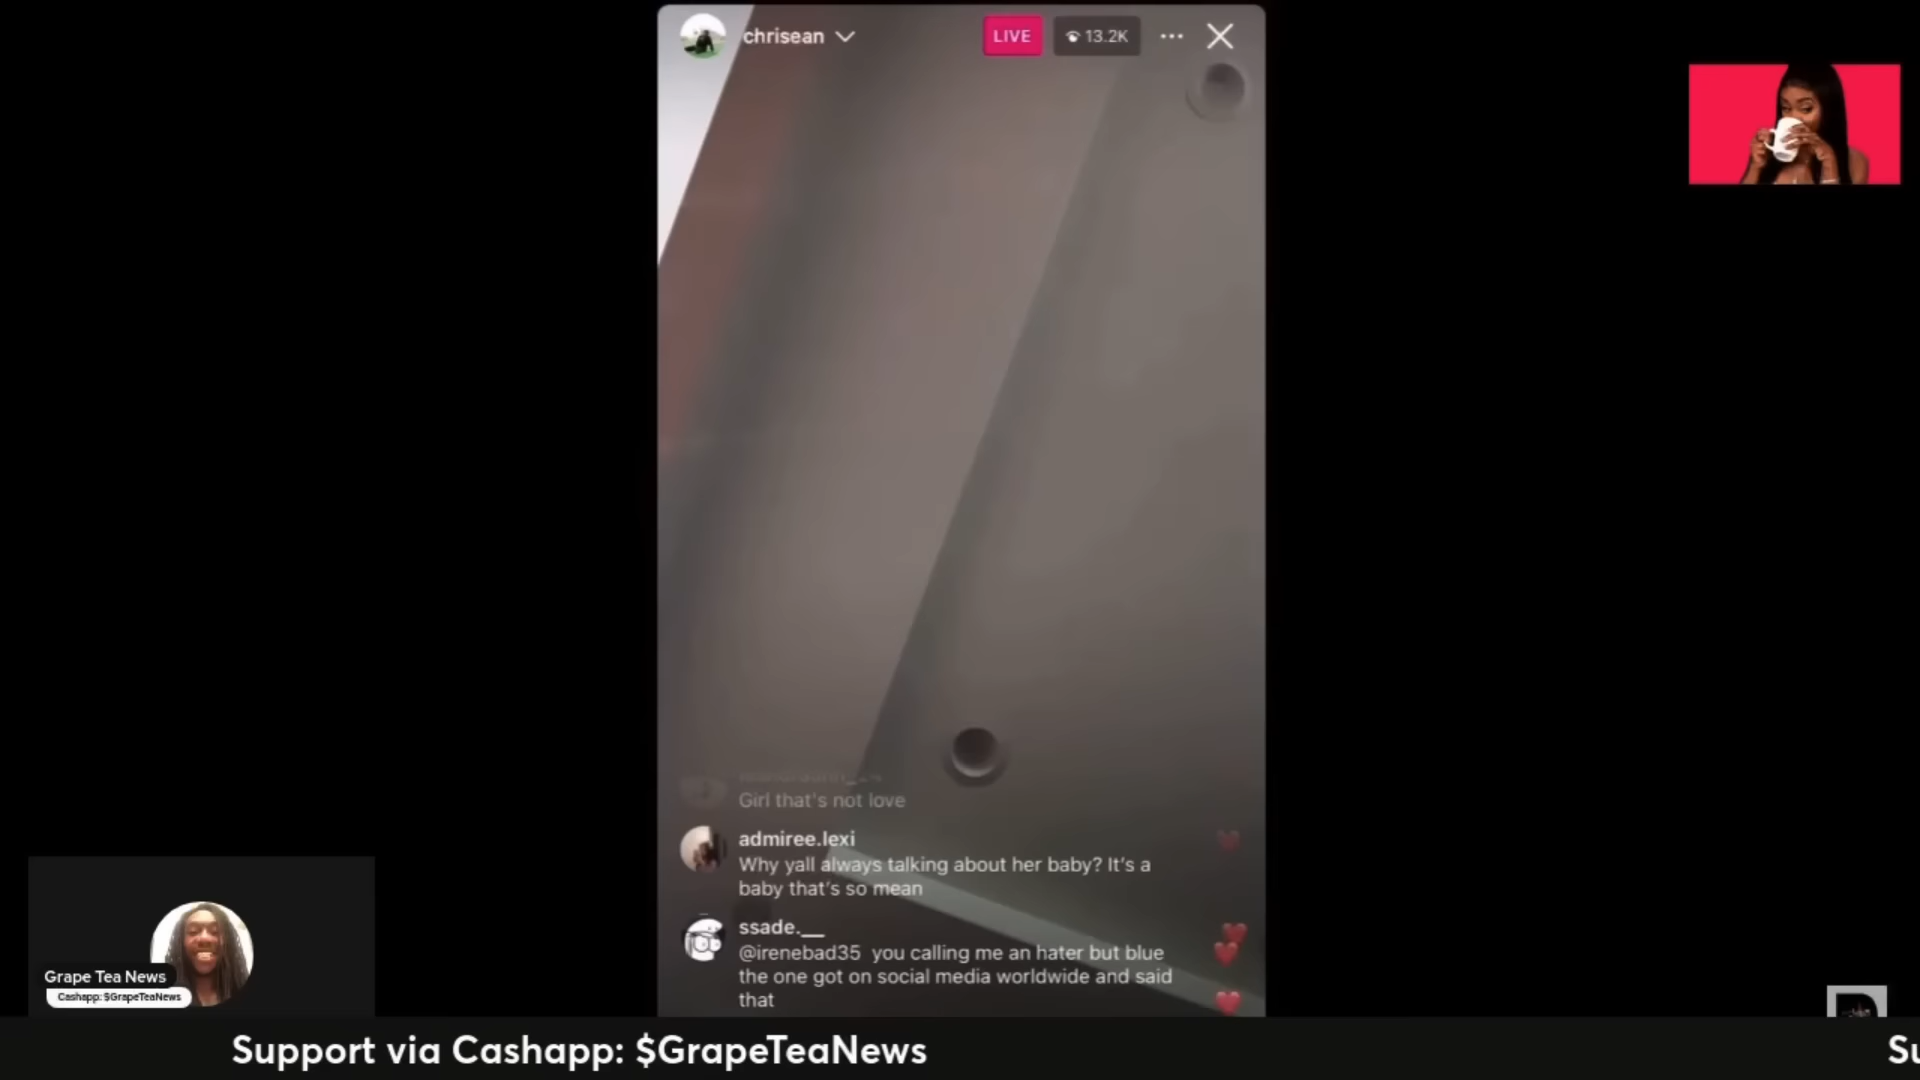 chrisean
LIVE
13.2K
Girl that's not love
admiree.lexi
Why yall always talking about her baby? It's a
baby that's so mean
ssade.__
@irenebad35 you calling me an hater but blue
the one got on social media worldwide and said
that
Grape Tea News
Cashapp: $GrapeTeaNews
Support via Cashapp: $GrapeTeaNews
Su